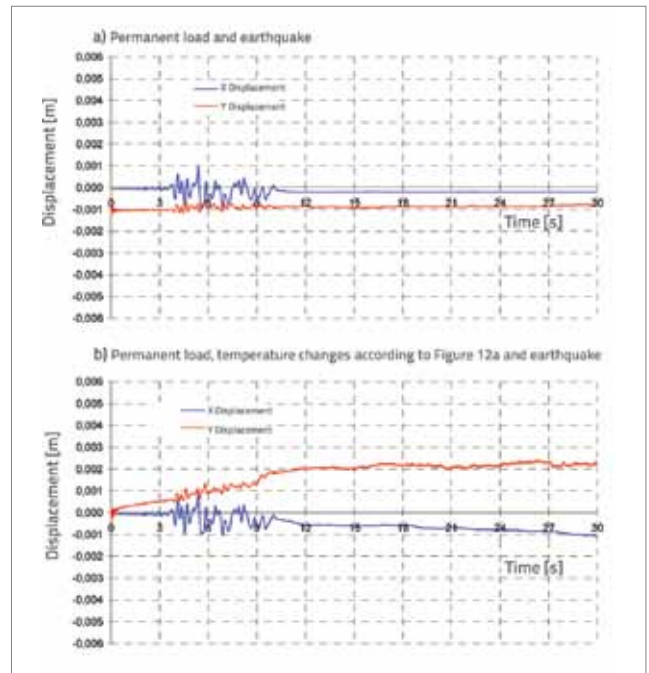 a) Permanent load and earthquake
Displacement [m]
0,006
0,005
0,004
0,003
0,002
0,001
0,000
-0,001
-0,002
-0,003
-0,004
-0,005
-0,006
X Displacement
Y Displacement
0 3 6 9 12 15 18 21 24 27 30
Time [s]
b) Permanent load, temperature changes according to Figure 12a and earthquake
Displacement [m]
0,006
0,005
0,004
0,003
0,002
0,001
0,000
-0,001
-0,002
-0,003
-0,004
-0,005
-0,006
X Displacement
Y Displacement
0 3 6 9 12 15 18 21 24 27 30
Time [s]